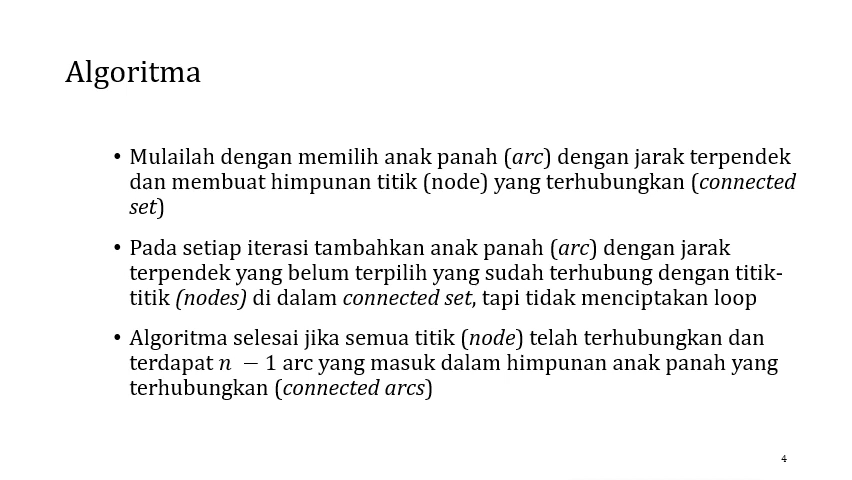 Algoritma
• Mulailah dengan memilih anak panah (arc) dengan jarak terpendek
dan membuat himpunan titik (node) yang terhubungkan (connected
set)
• Pada setiap iterasi tambahkan anak panah (arc) dengan jarak
terpendek yang belum terpilih yang sudah terhubung dengan titik-
titik (nodes) di dalam connected set, tapi tidak menciptakan loop
• Algoritma selesai jika semua titik (node) telah terhubungkan dan
terdapat n − 1 arc yang masuk dalam himpunan anak panah yang
terhubungkan (connected arcs)
4